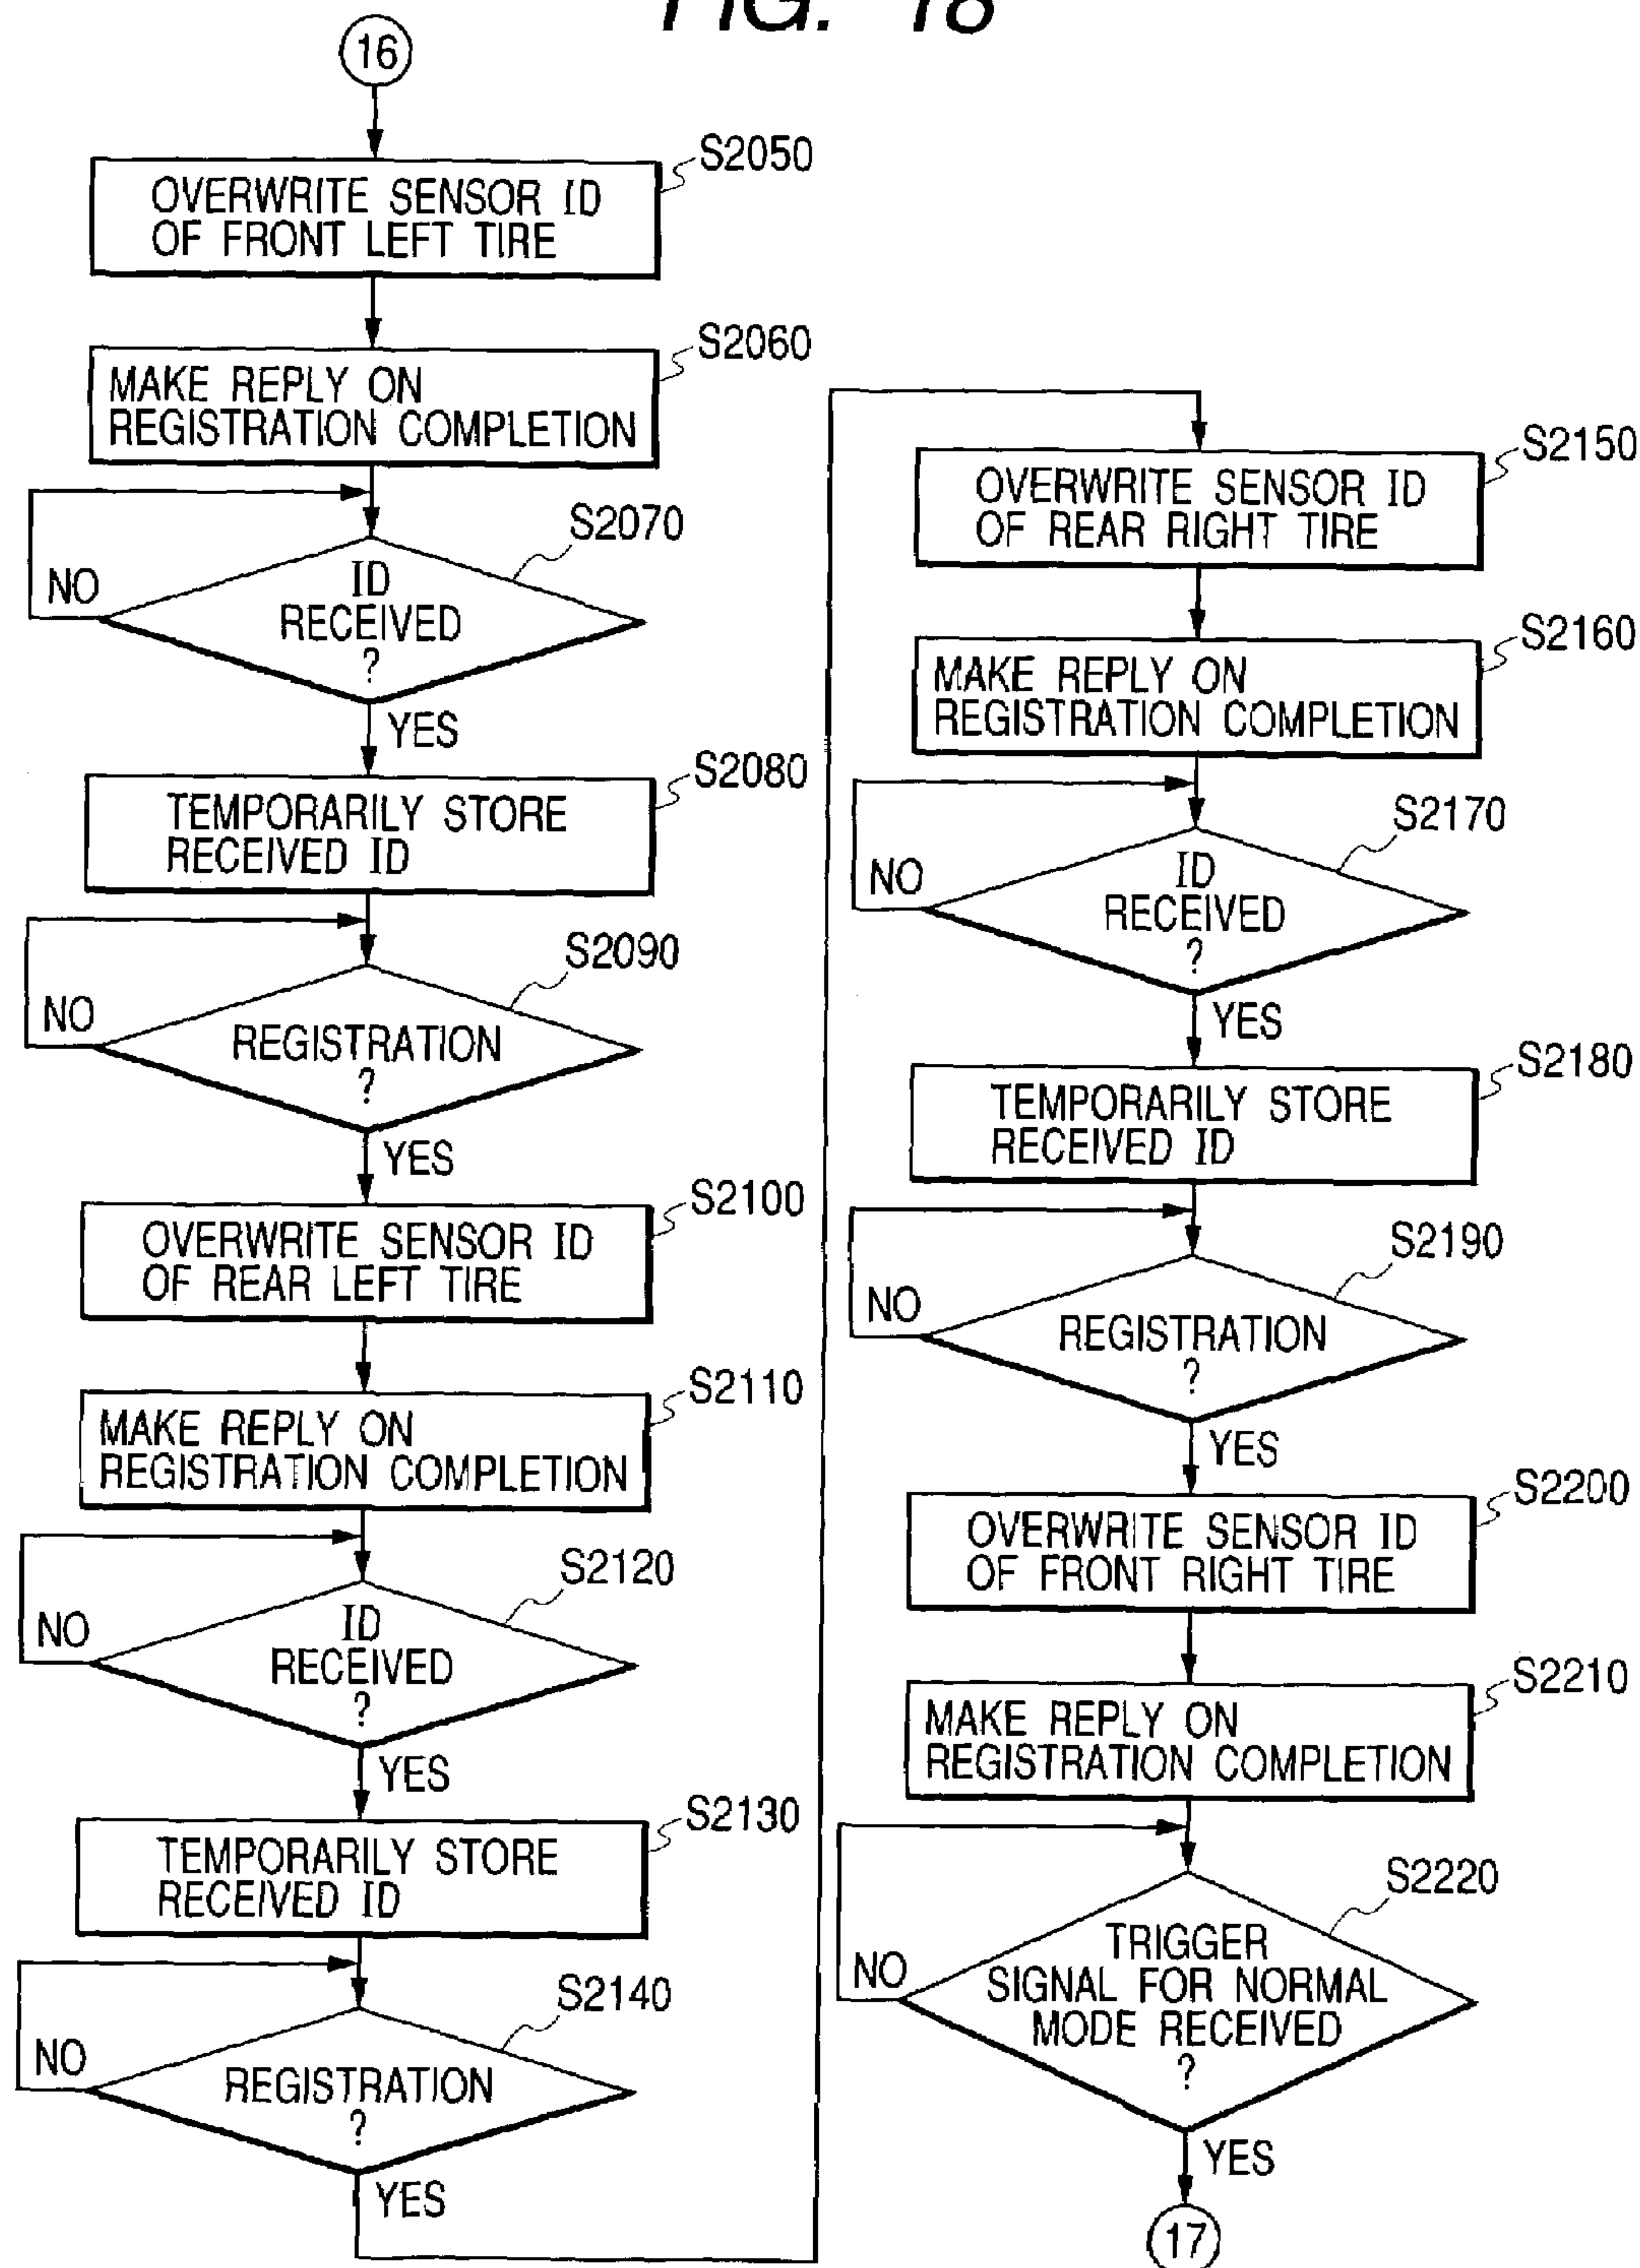 FIG. 18
16
S2050
OVERWRITE SENSOR ID
OF FRONT LEFT TIRE
S2060
MAKE REPLY ON
REGISTRATION COMPLETION
S2070
ID
RECEIVED
?
NO
YES
S2080
TEMPORARILY STORE
RECEIVED ID
S2090
REGISTRATION
?
NO
YES
S2100
OVERWRITE SENSOR ID
OF REAR LEFT TIRE
S2110
MAKE REPLY ON
REGISTRATION COMPLETION
S2120
ID
RECEIVED
?
NO
YES
S2130
TEMPORARILY STORE
RECEIVED ID
S2140
REGISTRATION
?
NO
YES
S2150
OVERWRITE SENSOR ID
OF REAR RIGHT TIRE
S2160
MAKE REPLY ON
REGISTRATION COMPLETION
S2170
ID
RECEIVED
?
NO
YES
S2180
TEMPORARILY STORE
RECEIVED ID
S2190
REGISTRATION
?
NO
YES
S2200
OVERWRITE SENSOR ID
OF FRONT RIGHT TIRE
S2210
MAKE REPLY ON
REGISTRATION COMPLETION
S2220
TRIGGER
SIGNAL FOR NORMAL
MODE RECEIVED
?
NO
YES
17